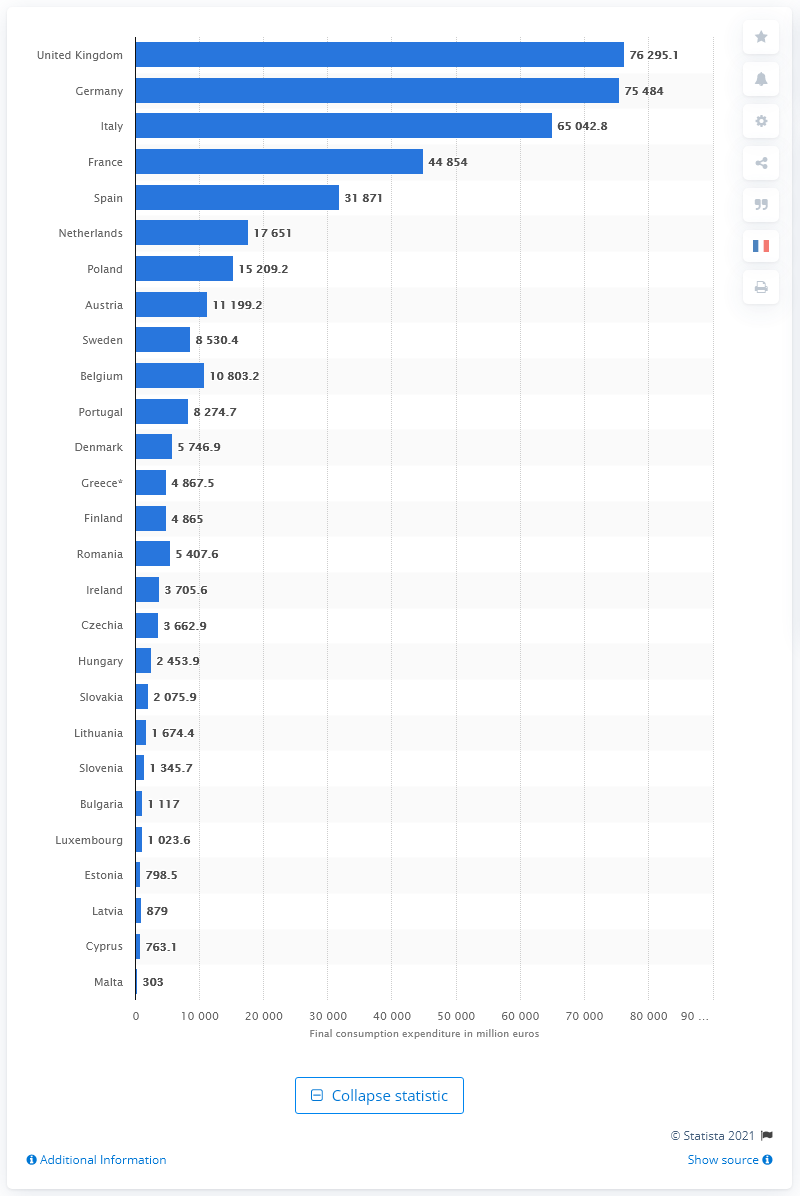 United Kingdom 76 295.1
Germany 75 484
Italy 65 042.8
France 44 854
Spain 31 871
Netherlands 17 651
Poland 15 209.2
Austria 11 199.2
Sweden 8 530.4
Belgium 10 803.2
Portugal 8 274.7
Denmark 5 746.9
Greece* 4 867.5
Finland 4 865
Romania 5 407.6
Ireland 3 705.6
Czechia 3 662.9
Hungary 2 453.9
Slovakia 2 075.9
Lithuania 1 674.4
Slovenia 1 345.7
Bulgaria 1 117
Luxembourg 1 023.6
Estonia 798.5
Latvia 879
Cyprus 763.1
Malta 303
0 10 000 20 000 30 000 40 000 50 000 60 000 70 000 80 000 90 ...
Final consumption expenditure in million euros
Collapse statistic
© Statista 2021
Additional Information Show source